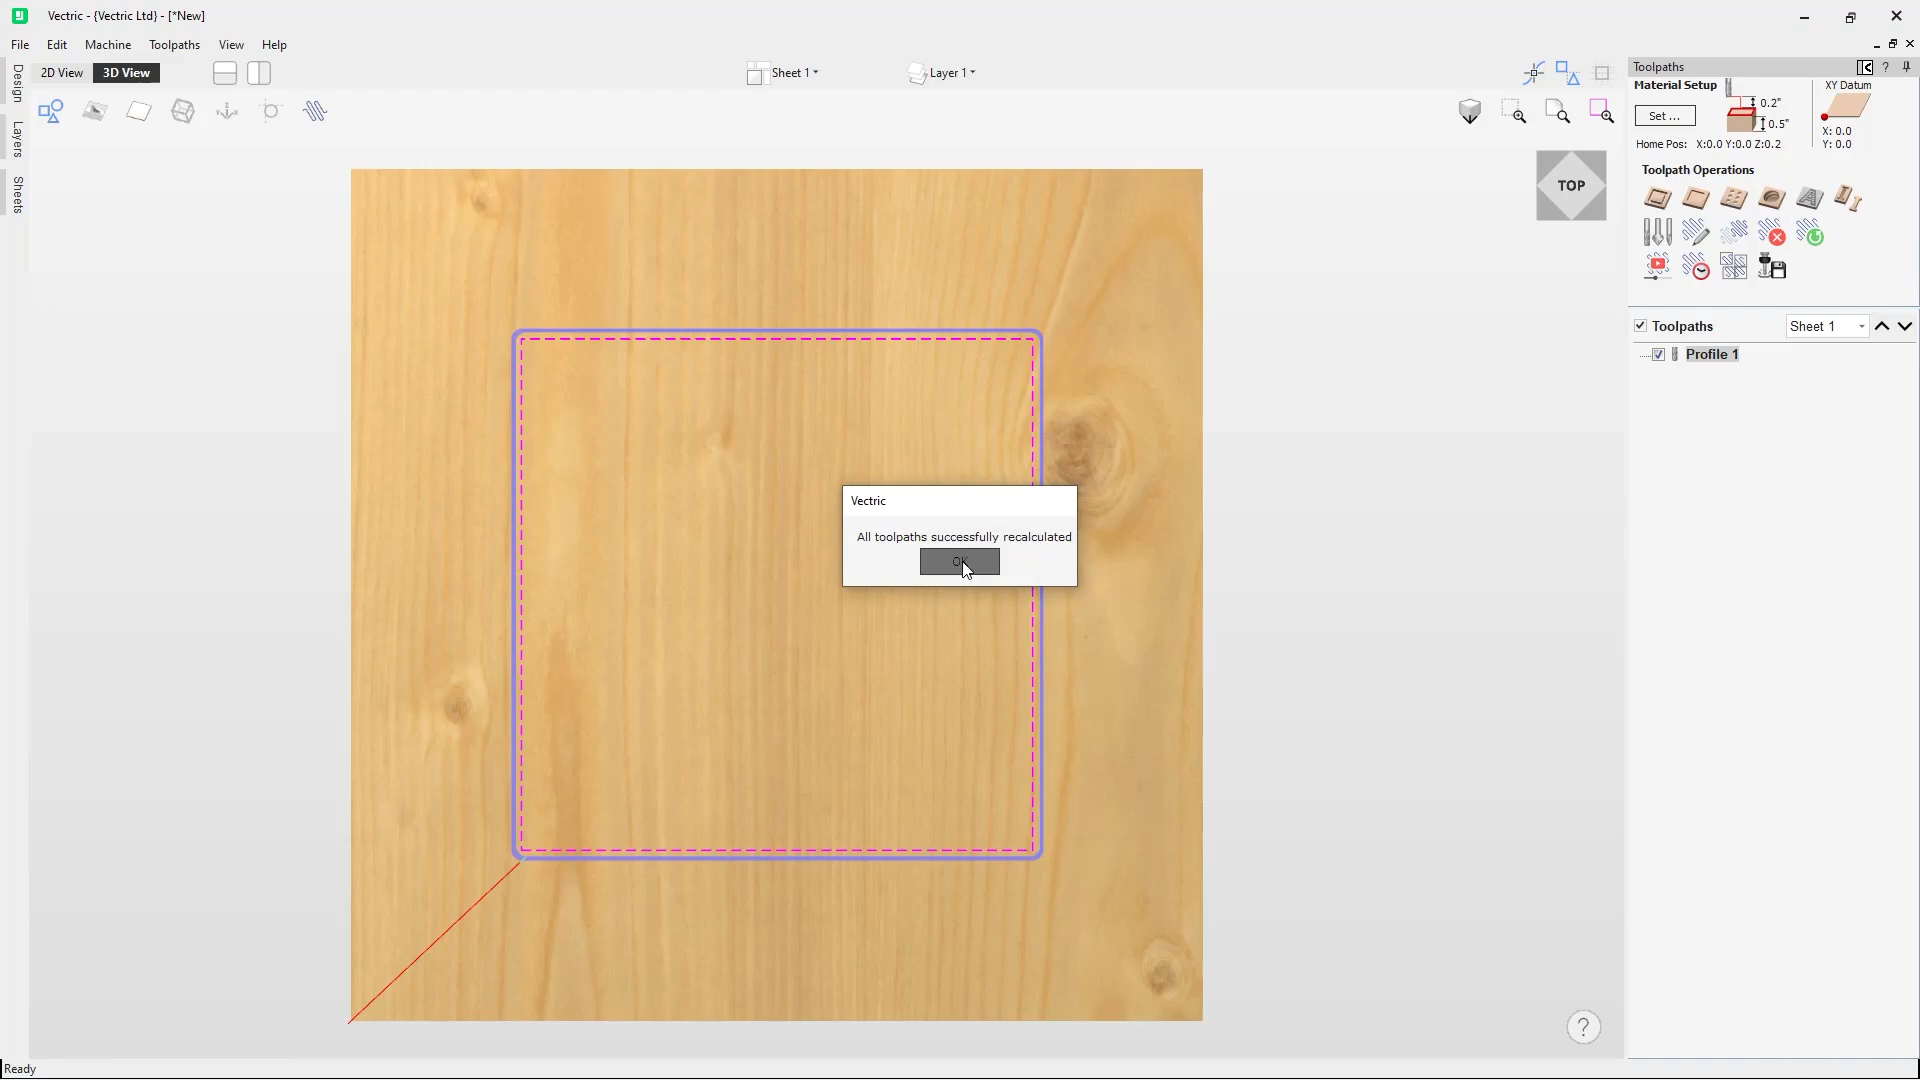 Vectric - {Vectric Ltd} - [*New]
File Edit Machine Toolpaths View Help
2D View 3D View Sheet 1 Layer 1
Design
Layers
Sheets
TOP
Toolpaths
Material Setup
Set ...
0.2"
0.5"
XY Datum
X: 0.0
Y: 0.0
Home Pos: X:0.0 Y:0.0 Z:0.2
Toolpath Operations
Toolpaths Sheet 1
Profile 1
Vectric
All toolpaths successfully recalculated
OK
?
Ready